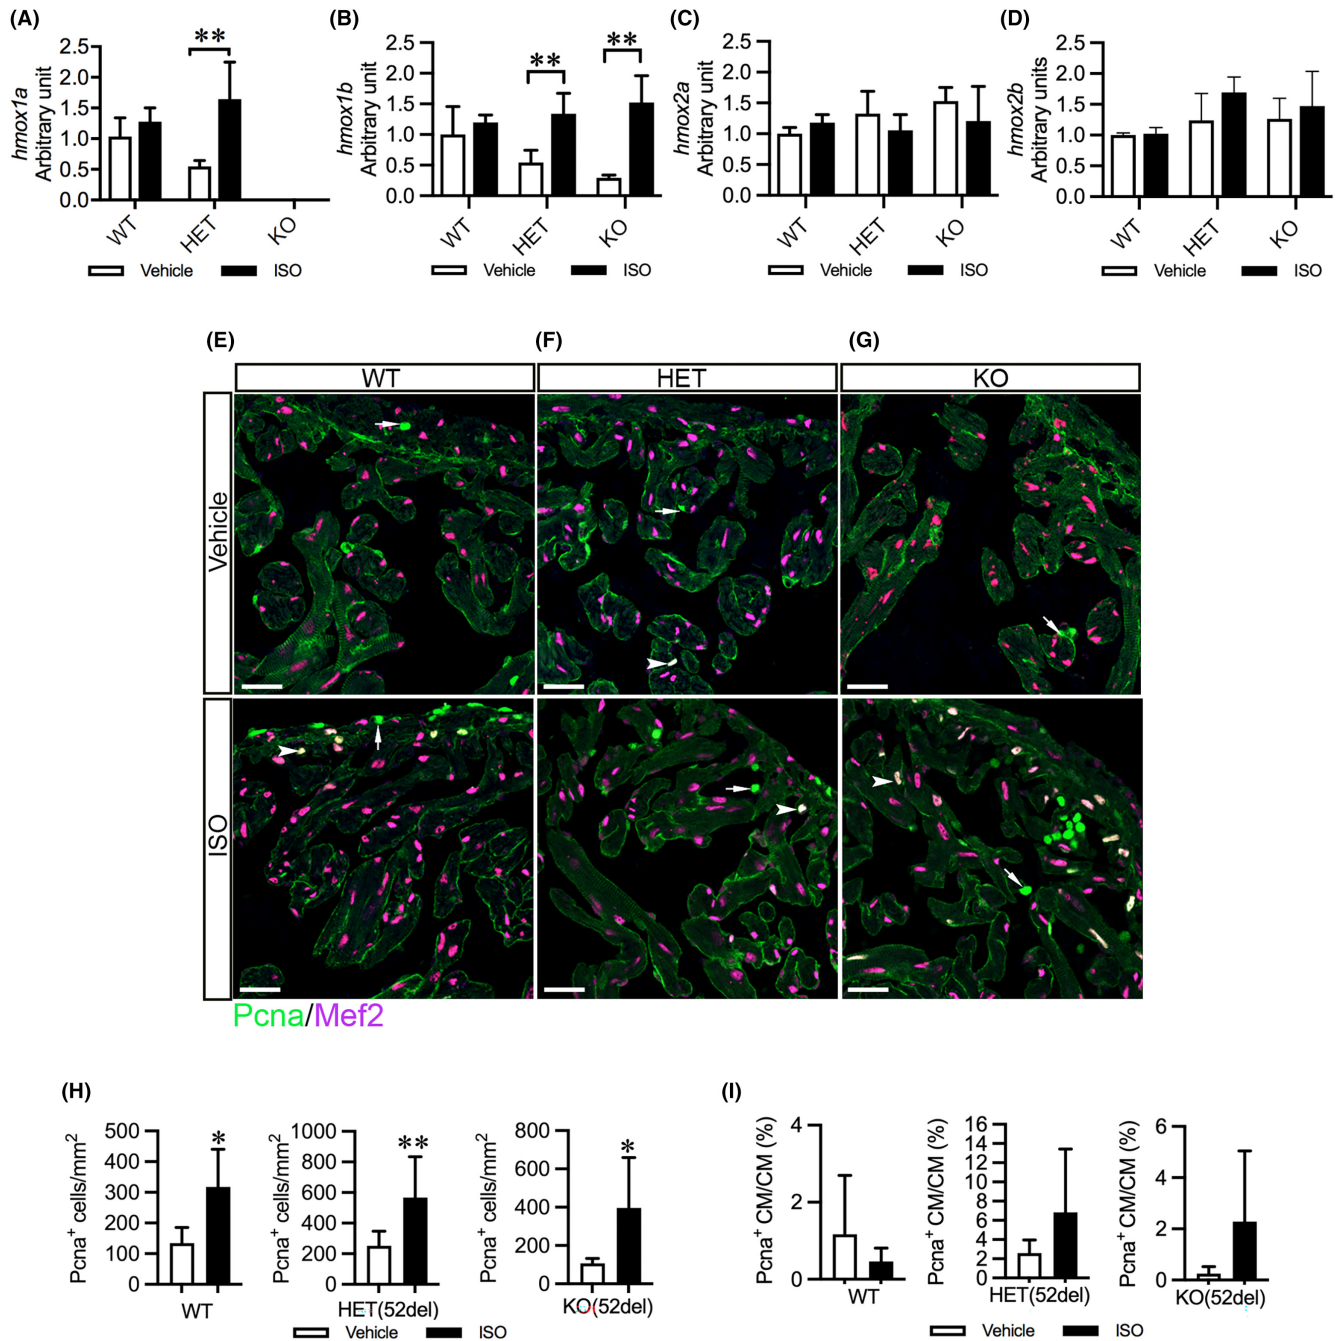 (A)
hmox1a
Arbitrary unit
2.5
2.0
1.5
1.0
0.5
0.0
**
WT
HET
KO
Vehicle
ISO
(B)
hmox1b
Arbitrary unit
2.5
2.0
1.5
1.0
0.5
0.0
**
**
WT
HET
KO
Vehicle
ISO
(C)
hmox2a
Arbitrary unit
2.5
2.0
1.5
1.0
0.5
0.0
WT
HET
KO
Vehicle
ISO
(D)
hmox2b
Arbitrary units
2.5
2.0
1.5
1.0
0.5
0.0
WT
HET
KO
Vehicle
ISO
(E)
(F)
(G)
WT
HET
KO
Vehicle
ISO
Pcna/Mef2
(H)
Pcna+ cells/mm2
500
400
300
200
100
0
*
WT
Pcna+ cells/mm2
1000
800
600
400
200
0
**
HET(52del)
Pcna+ cells/mm2
800
600
400
200
0
*
KO(52del)
Vehicle
ISO
(I)
Pcna+ CM/CM (%)
4
2
0
WT
Pcna+ CM/CM (%)
16
14
12
10
8
6
4
2
0
HET(52del)
Pcna+ CM/CM (%)
6
4
2
0
KO(52del)
Vehicle
ISO